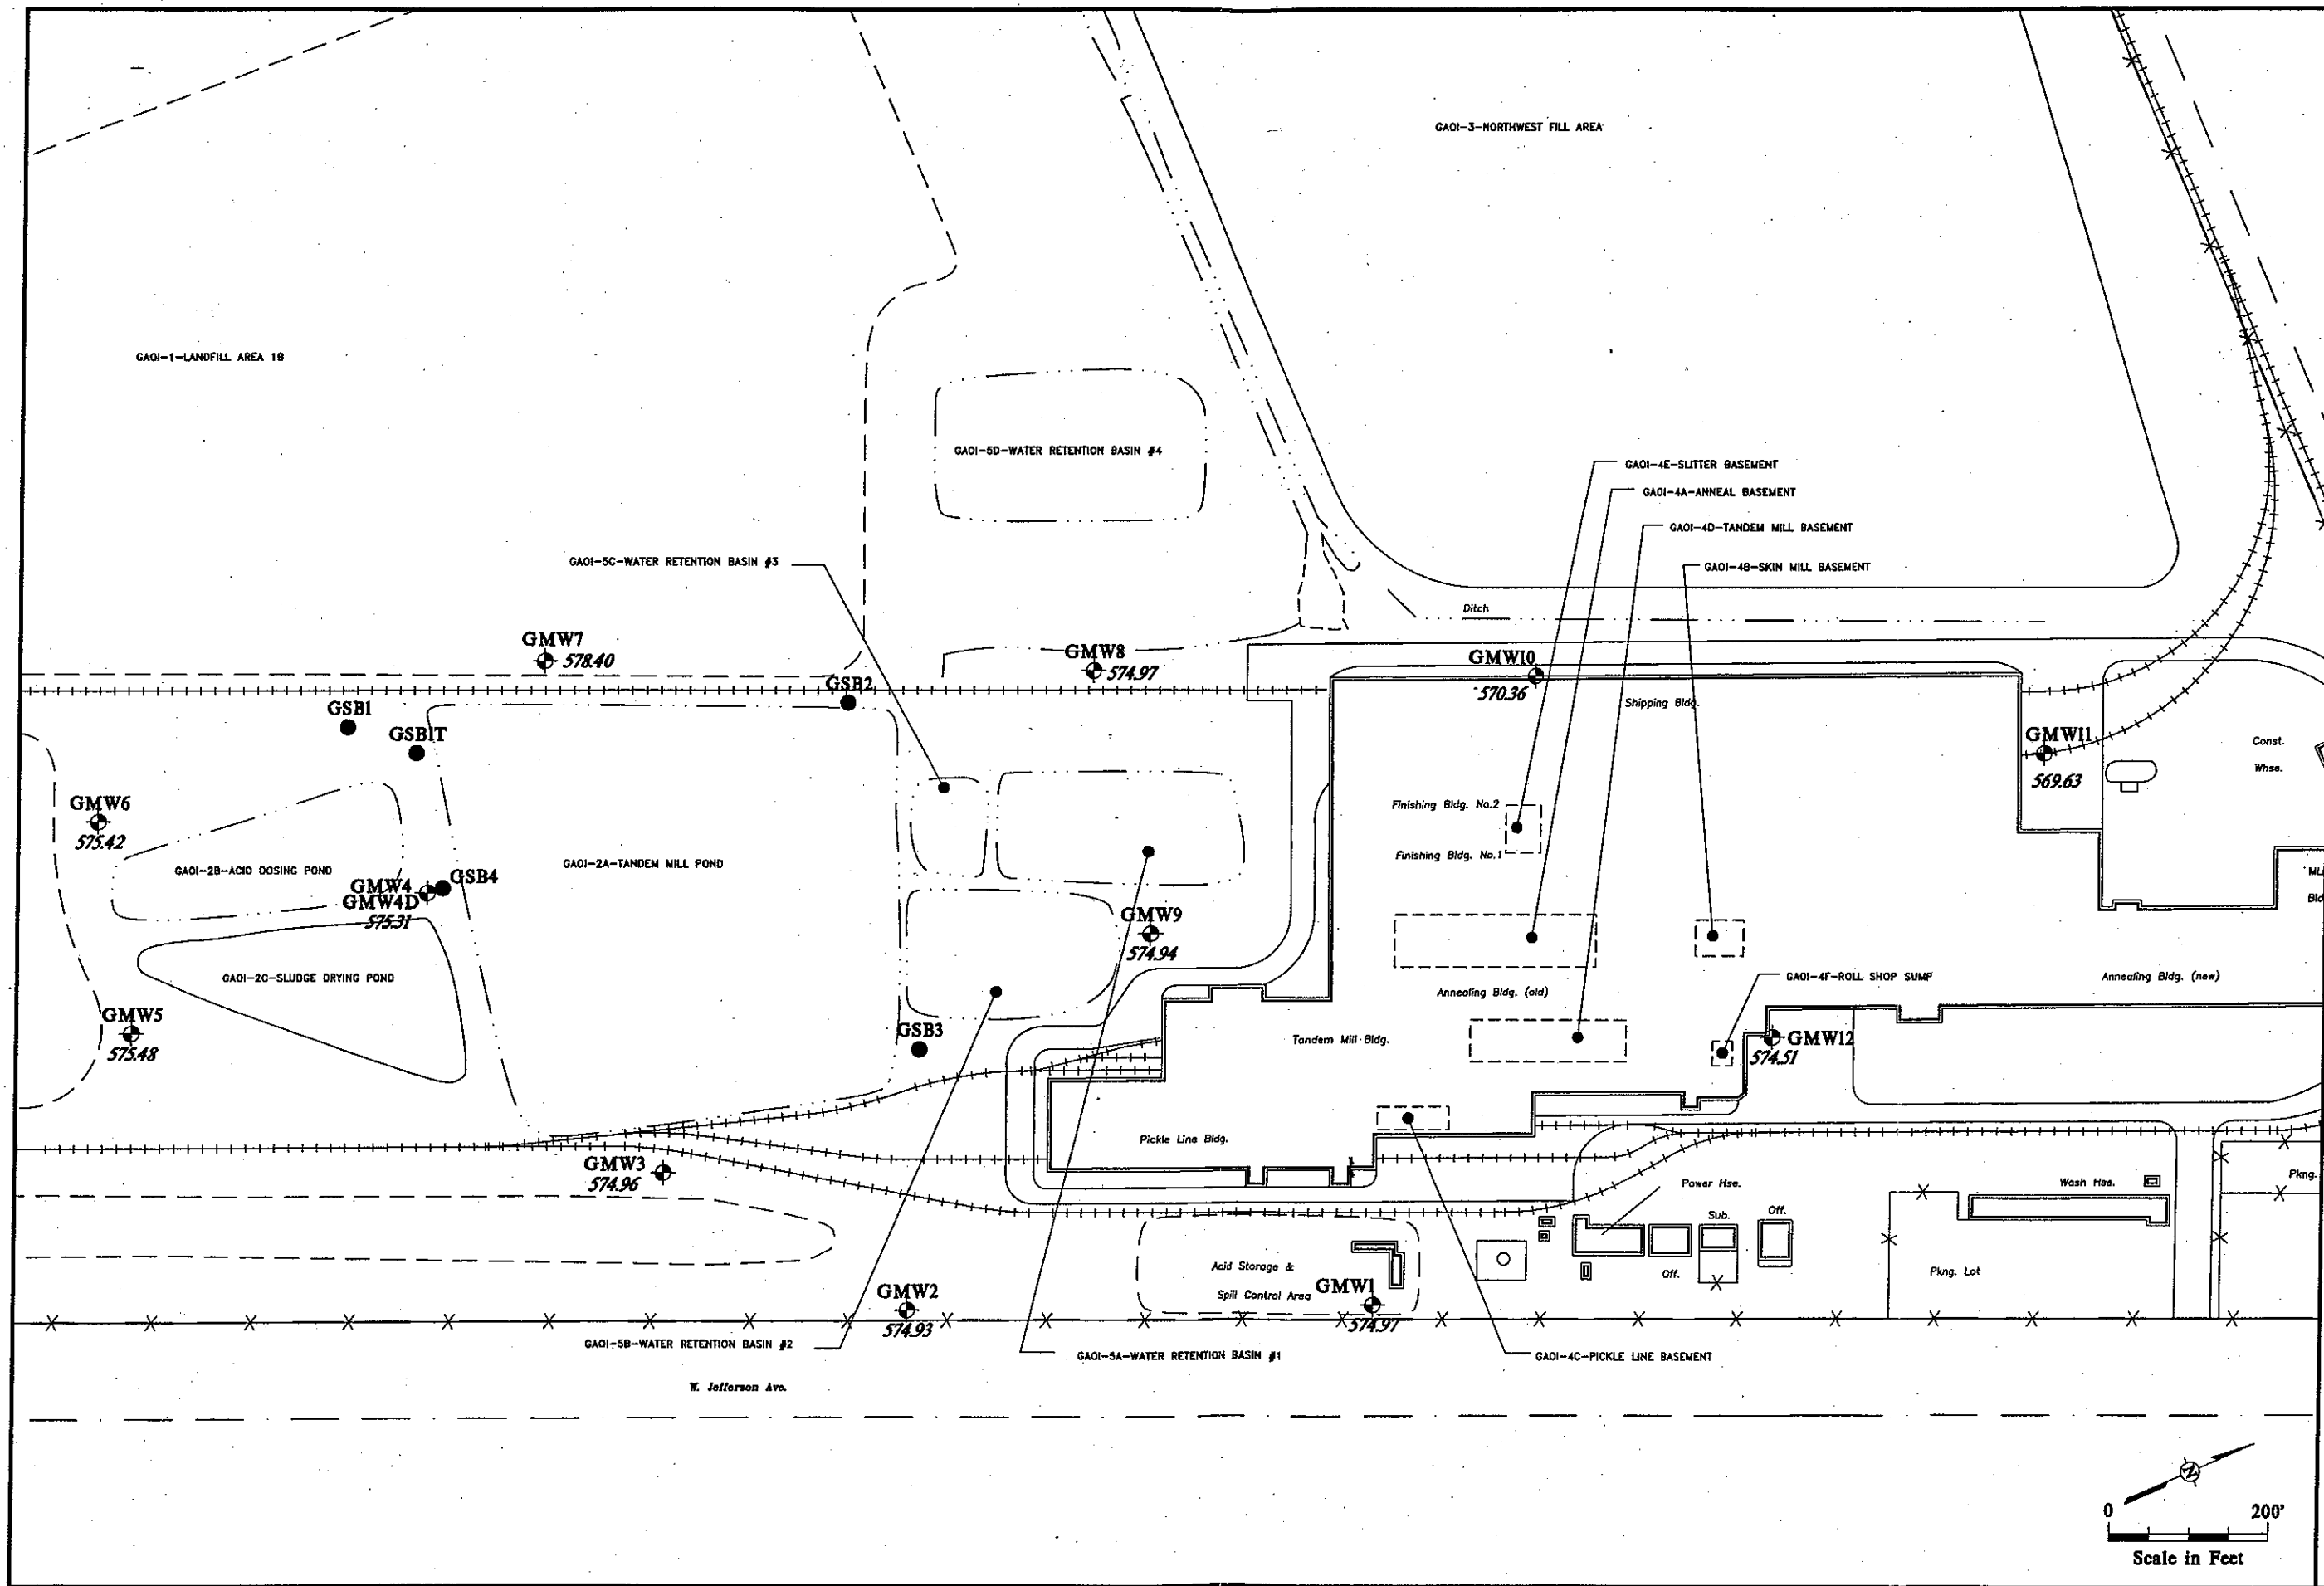 GAOI-3-NORTHWEST FILL AREA
GAOI-1-LANDFILL AREA 18
GAOI-5D-WATER RETENTION BASIN #4
GAOI-4E-SLITTER BASEMENT
GAOI-4A-ANNEAL BASEMENT
GAOI-4D-TANDEM MILL BASEMENT
GAOI-5C-WATER RETENTION BASIN #3
GAOI-4B-SKIN MILL BASEMENT
Ditch
GMW7
578.40
GMW8
574.97
GMW10
570.36
GSB2
Shipping Bldg.
GSB1
GSB1T
GMW11
569.63
Const.
Whse.
GMW6
575.42
Finishing Bldg. No.2
Finishing Bldg. No.1
GAOI-2B-ACID DOSING POND
GAOI-2A-TANDEM MILL POND
GMW4
GMW4D
575.31
GSB4
GMW9
574.94
GAOI-2C-SLUDGE DRYING POND
Annealing Bldg. (old)
GAOI-4F-ROLL SHOP SUMP
Annealing Bldg. (new)
GMW5
575.48
GSB3
Tandem Mill Bldg.
GMW12
574.51
Pickle Line Bldg.
GMW3
574.96
Power Hse.
Wash Hse.
Pkng.
Sub.
Off.
Off.
Acid Storage &
Spill Control Area
Pkng. Lot
GMW1
574.97
GMW2
574.93
GAOI-5B-WATER RETENTION BASIN #2
GAOI-5A-WATER RETENTION BASIN #1
GAOI-4C-PICKLE LINE BASEMENT
W. Jefferson Ave.
N
0 200'
Scale in Feet